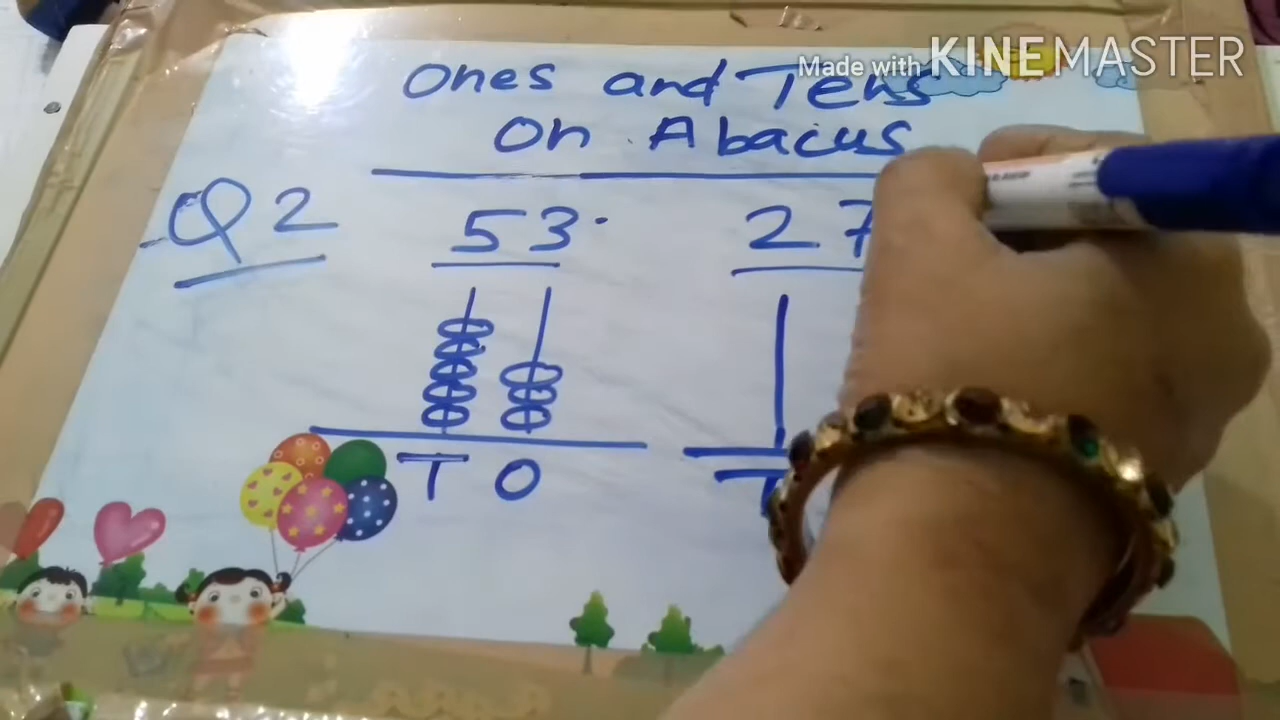 Made with KINEMASTER
Ones and Tens
On Abacus
Q2 53. 27
T O T